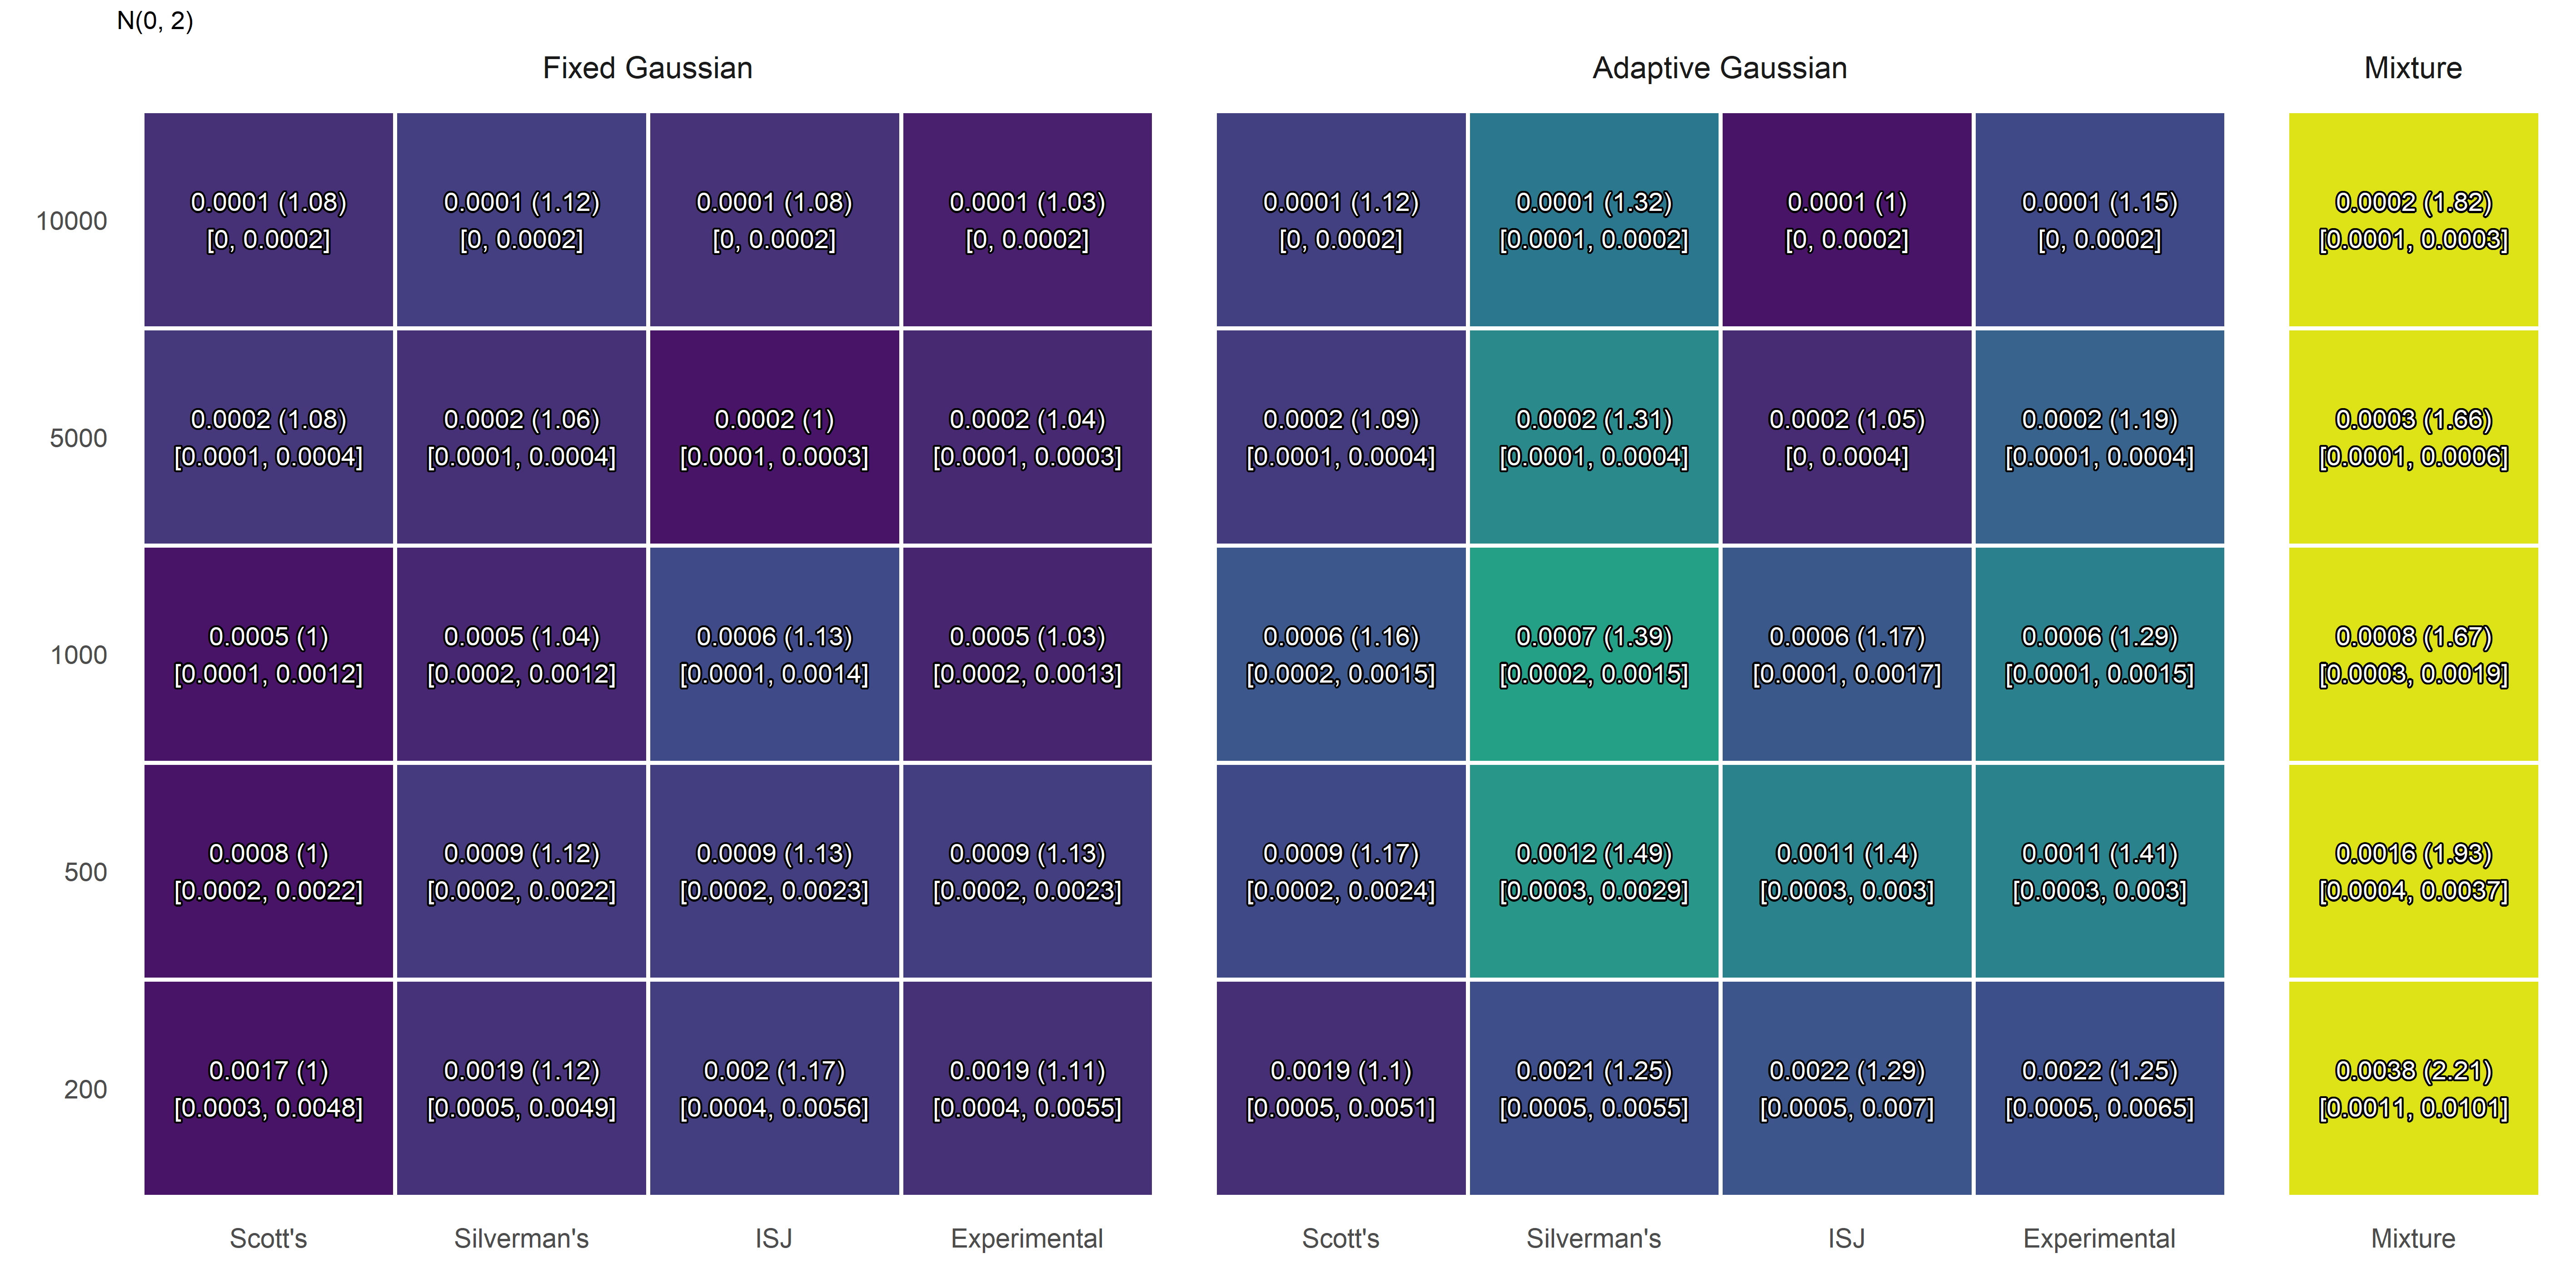 N(0, 2)
Fixed Gaussian Adaptive Gaussian Mixture
0.0001 (1.08) 0.0001 (1.12) 0.0001 (1.08) 0.0001 (1.03) 0.0001 (1.12) 0.0001 (1.32) 0.0001 (1) 0.0001 (1.15) 0.0002 (1.82)
10000
[0, 0.0002] [0, 0.0002] [0, 0.0002] [0, 0.0002] [0, 0.0002] [0.0001, 0.0002] [0, 0.0002] [0, 0.0002] [0.0001, 0.0003]
0.0002 (1.08) 0.0002 (1.06) 0.0002 (1) 0.0002 (1.04) 0.0002 (1.09) 0.0002 (1.31) 0.0002 (1.05) 0.0002 (1.19) 0.0003 (1.66)
5000
[0.0001, 0.0004] [0.0001, 0.0004] [0.0001, 0.0003] [0.0001, 0.0003] [0.0001, 0.0004] [0.0001, 0.0004] [0, 0.0004] [0.0001, 0.0004] [0.0001, 0.0006]
0.0005 (1) 0.0005 (1.04) 0.0006 (1.13) 0.0005 (1.03) 0.0006 (1.16) 0.0007 (1.39) 0.0006 (1.17) 0.0006 (1.29) 0.0008 (1.67)
1000
[0.0001, 0.0012] [0.0002, 0.0012] [0.0001, 0.0014] [0.0002, 0.0013] [0.0002, 0.0015] [0.0002, 0.0015] [0.0001, 0.0017] [0.0001, 0.0015] [0.0003, 0.0019]
0.0008 (1) 0.0009 (1.12) 0.0009 (1.13) 0.0009 (1.13) 0.0009 (1.17) 0.0012 (1.49) 0.0011 (1.4) 0.0011 (1.41) 0.0016 (1.93)
500
[0.0002, 0.0022] [0.0002, 0.0022] [0.0002, 0.0023] [0.0002, 0.0023] [0.0002, 0.0024] [0.0003, 0.0029] [0.0003, 0.003] [0.0003, 0.003] [0.0004, 0.0037]
0.0017 (1) 0.0019 (1.12) 0.002 (1.17) 0.0019 (1.11) 0.0019 (1.1) 0.0021 (1.25) 0.0022 (1.29) 0.0022 (1.25) 0.0038 (2.21)
200
[0.0003, 0.0048] [0.0005, 0.0049] [0.0004, 0.0056] [0.0004, 0.0055] [0.0005, 0.0051] [0.0005, 0.0055] [0.0005, 0.007] [0.0005, 0.0065] [0.0011, 0.0101]
Scott's Silverman's ISJ Experimental Scott's Silverman's ISJ Experimental Mixture